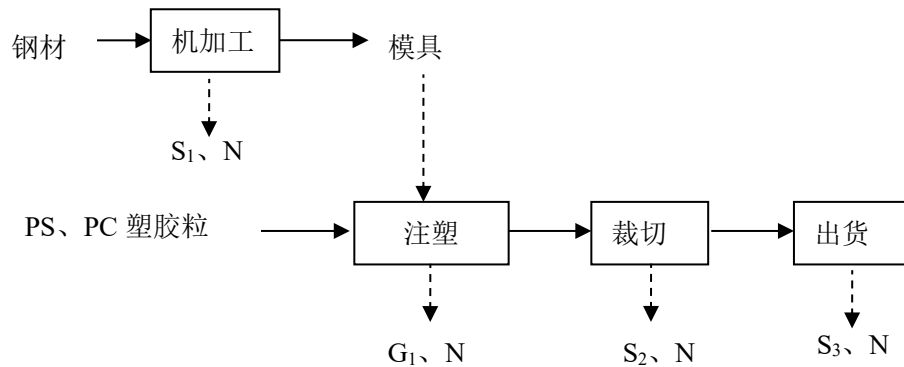 钢材
机加工
模具
S₁、N
PS、PC 塑胶粒
注塑
裁切
出货
G₁、N
S₂、N
S₃、N